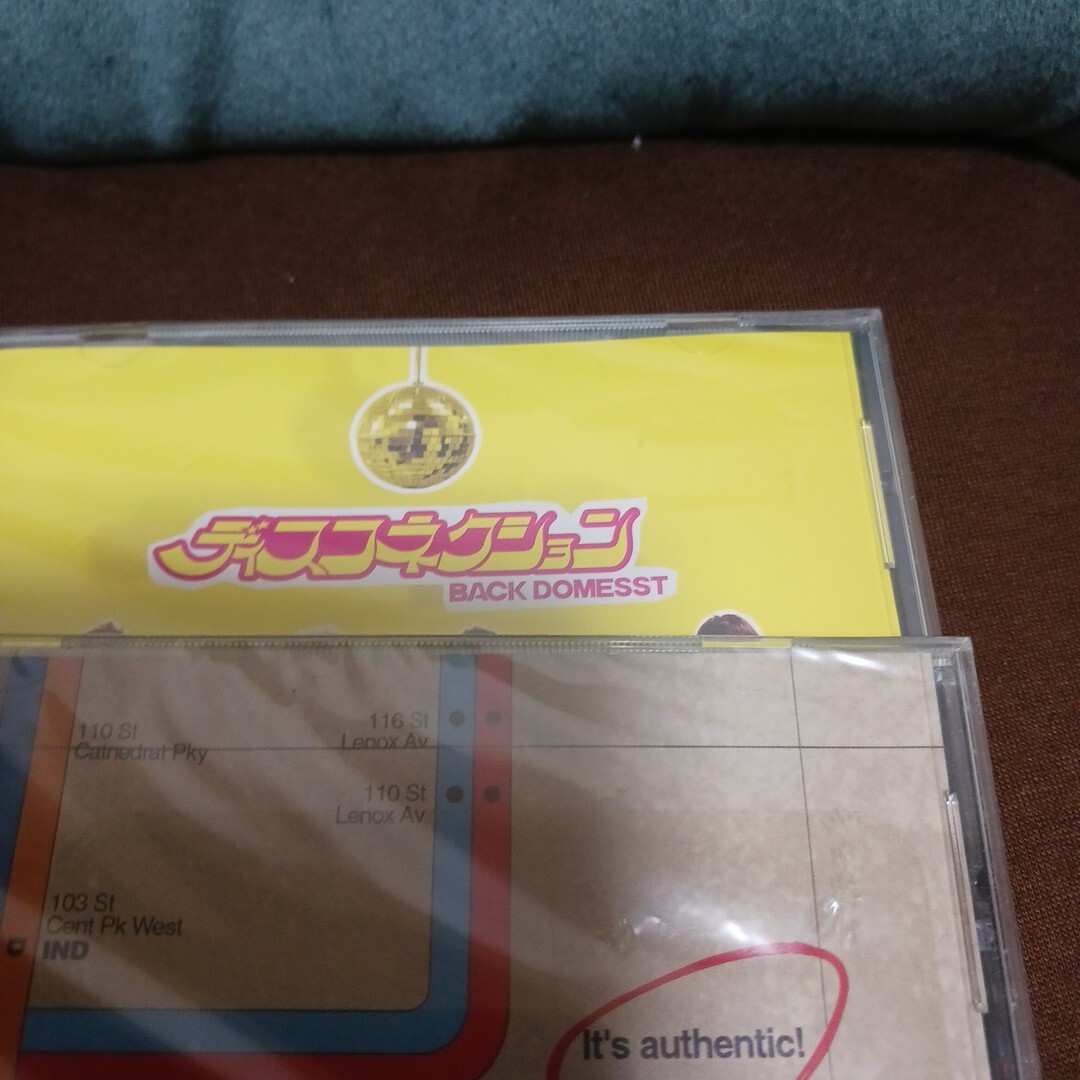 ディスコネクション
BACK DOMESST
110 St
Cathedral Pky
116 St
Lenox Av
110 St
Lenox Av
103 St
Cent Pk West
IND
It's authentic!